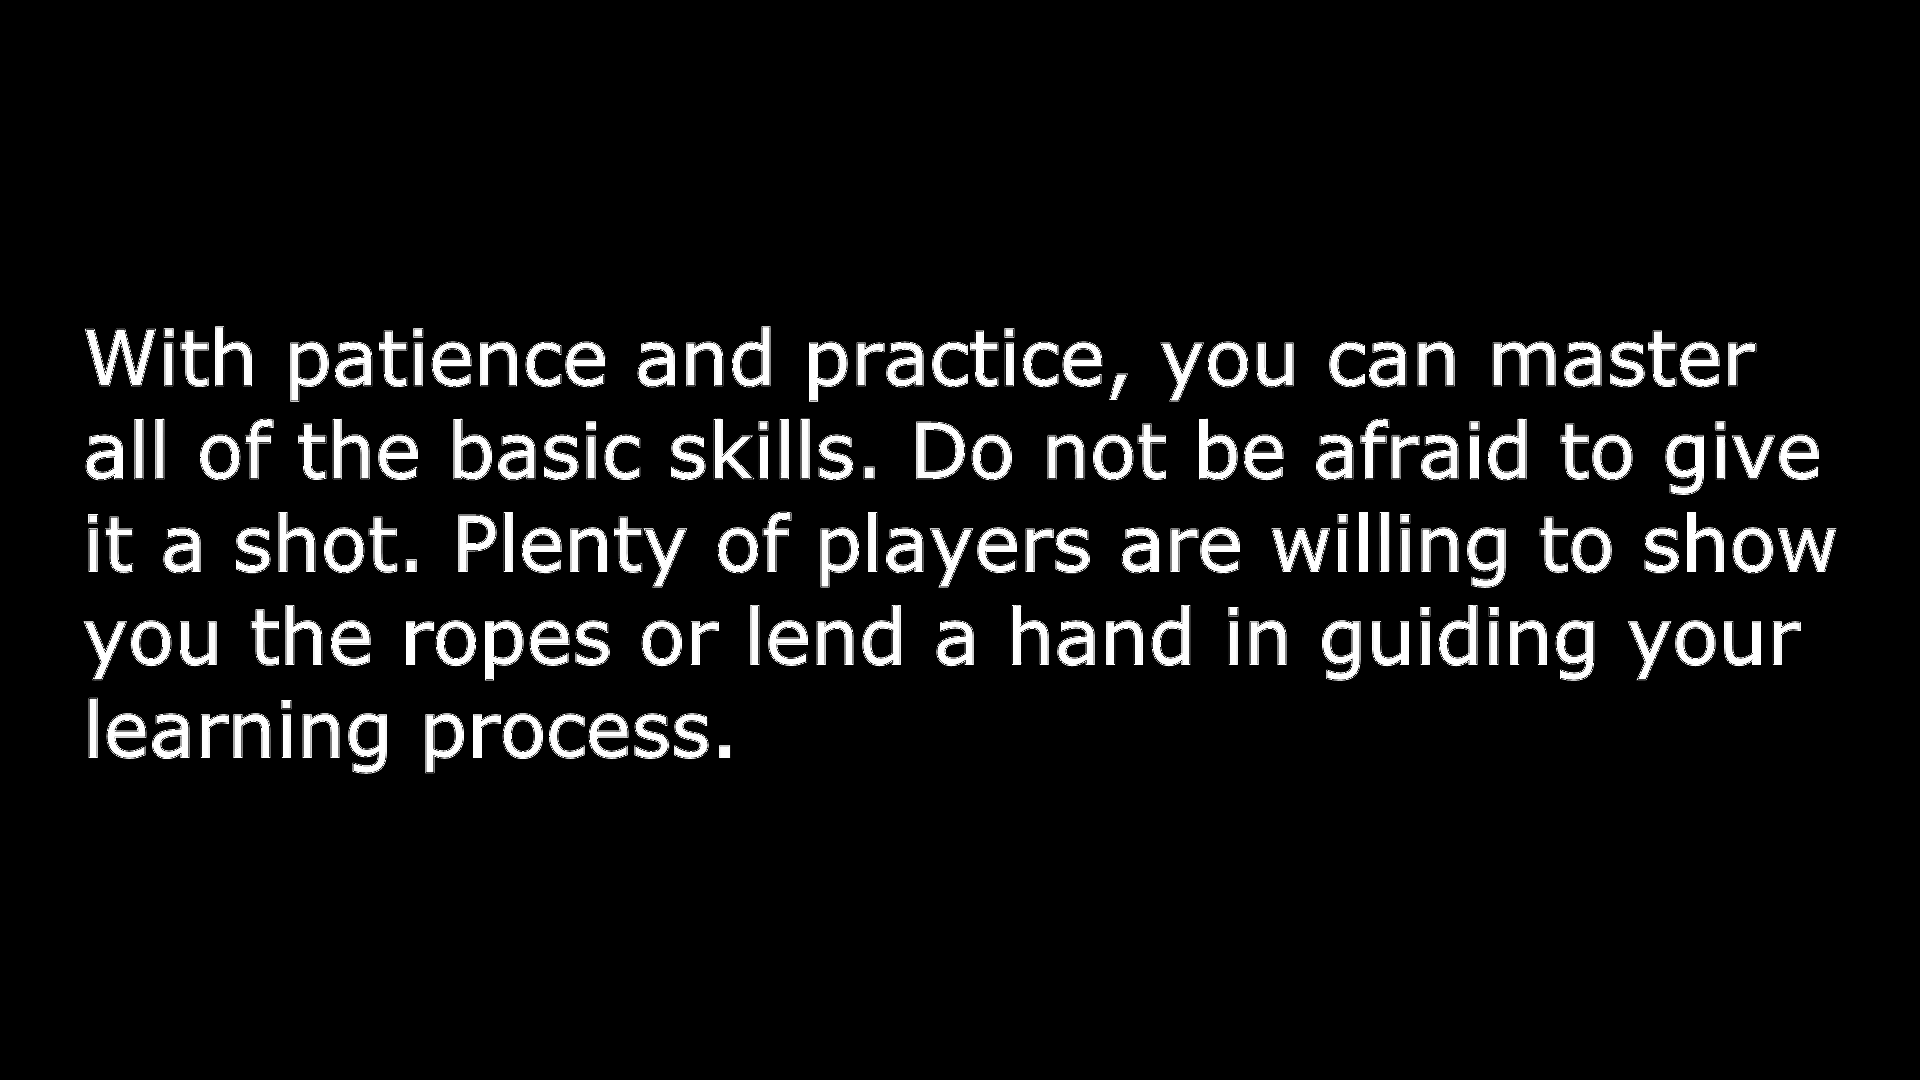 With patience and practice, you can master
all of the basic skills. Do not be afraid to give
it a shot. Plenty of players are willing to show
you the ropes or lend a hand in guiding your
learning process.